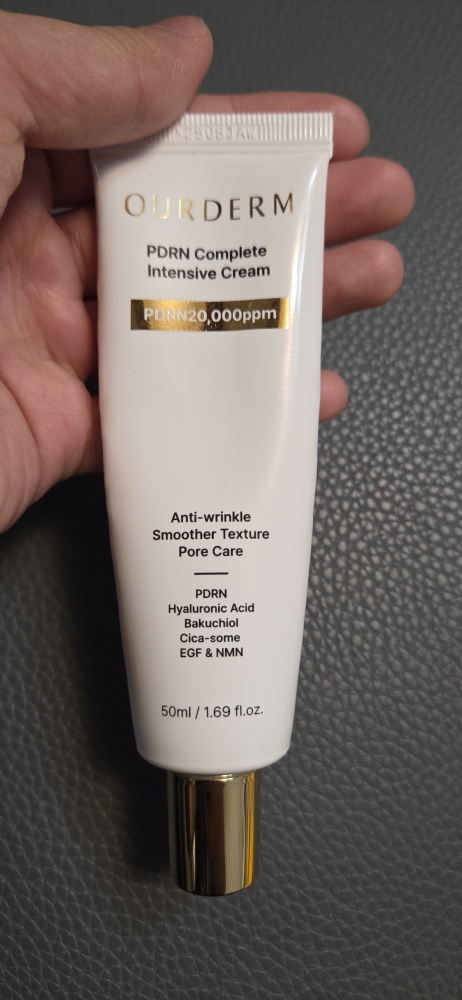 OURDERM
PDRN Complete
Intensive Cream
PDRN20,000ppm
Anti-wrinkle
Smoother Texture
Pore Care
PDRN
Hyaluronic Acid
Bakuchiol
Cica-some
EGF & NMN
50ml / 1.69 fl.oz.